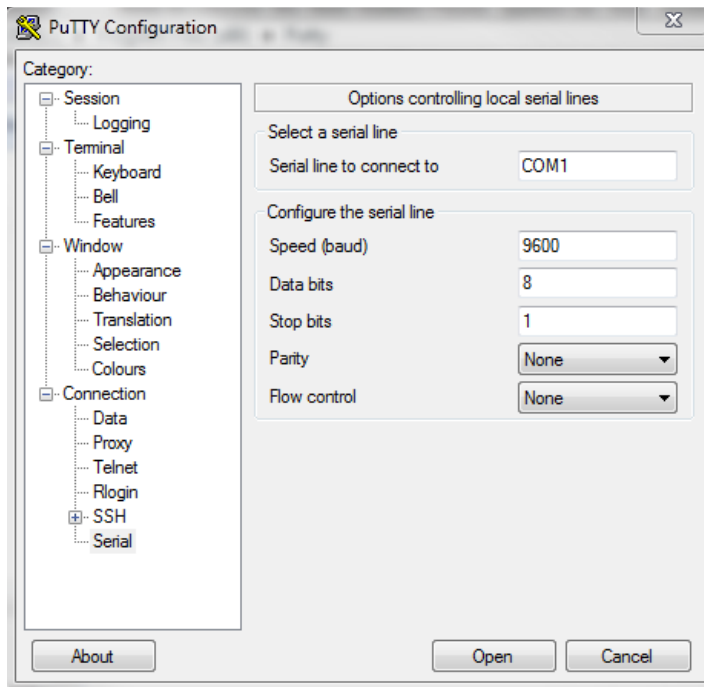 PuTTY Configuration
Category:
Session
Logging
Terminal
Keyboard
Bell
Features
Window
Appearance
Behaviour
Translation
Selection
Colours
Connection
Data
Proxy
Telnet
Rlogin
SSH
Serial
Options controlling local serial lines
Select a serial line
Serial line to connect to COM1
Configure the serial line
Speed (baud) 9600
Data bits 8
Stop bits 1
Parity None
Flow control None
About Open Cancel